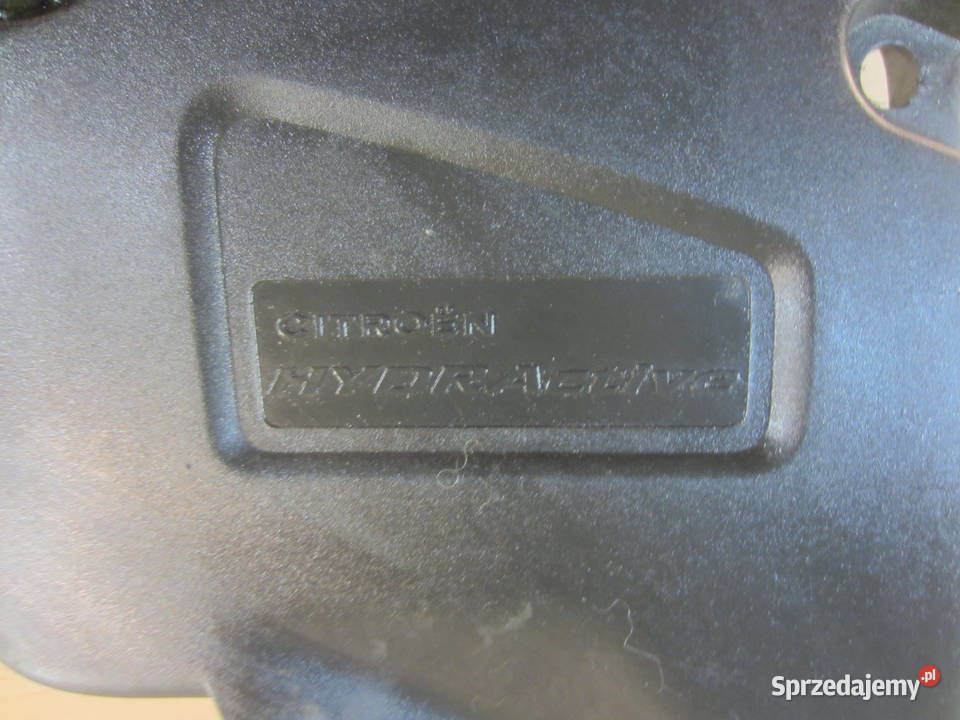 CITROËN
HYDRActive
Sprzedajemy.pl